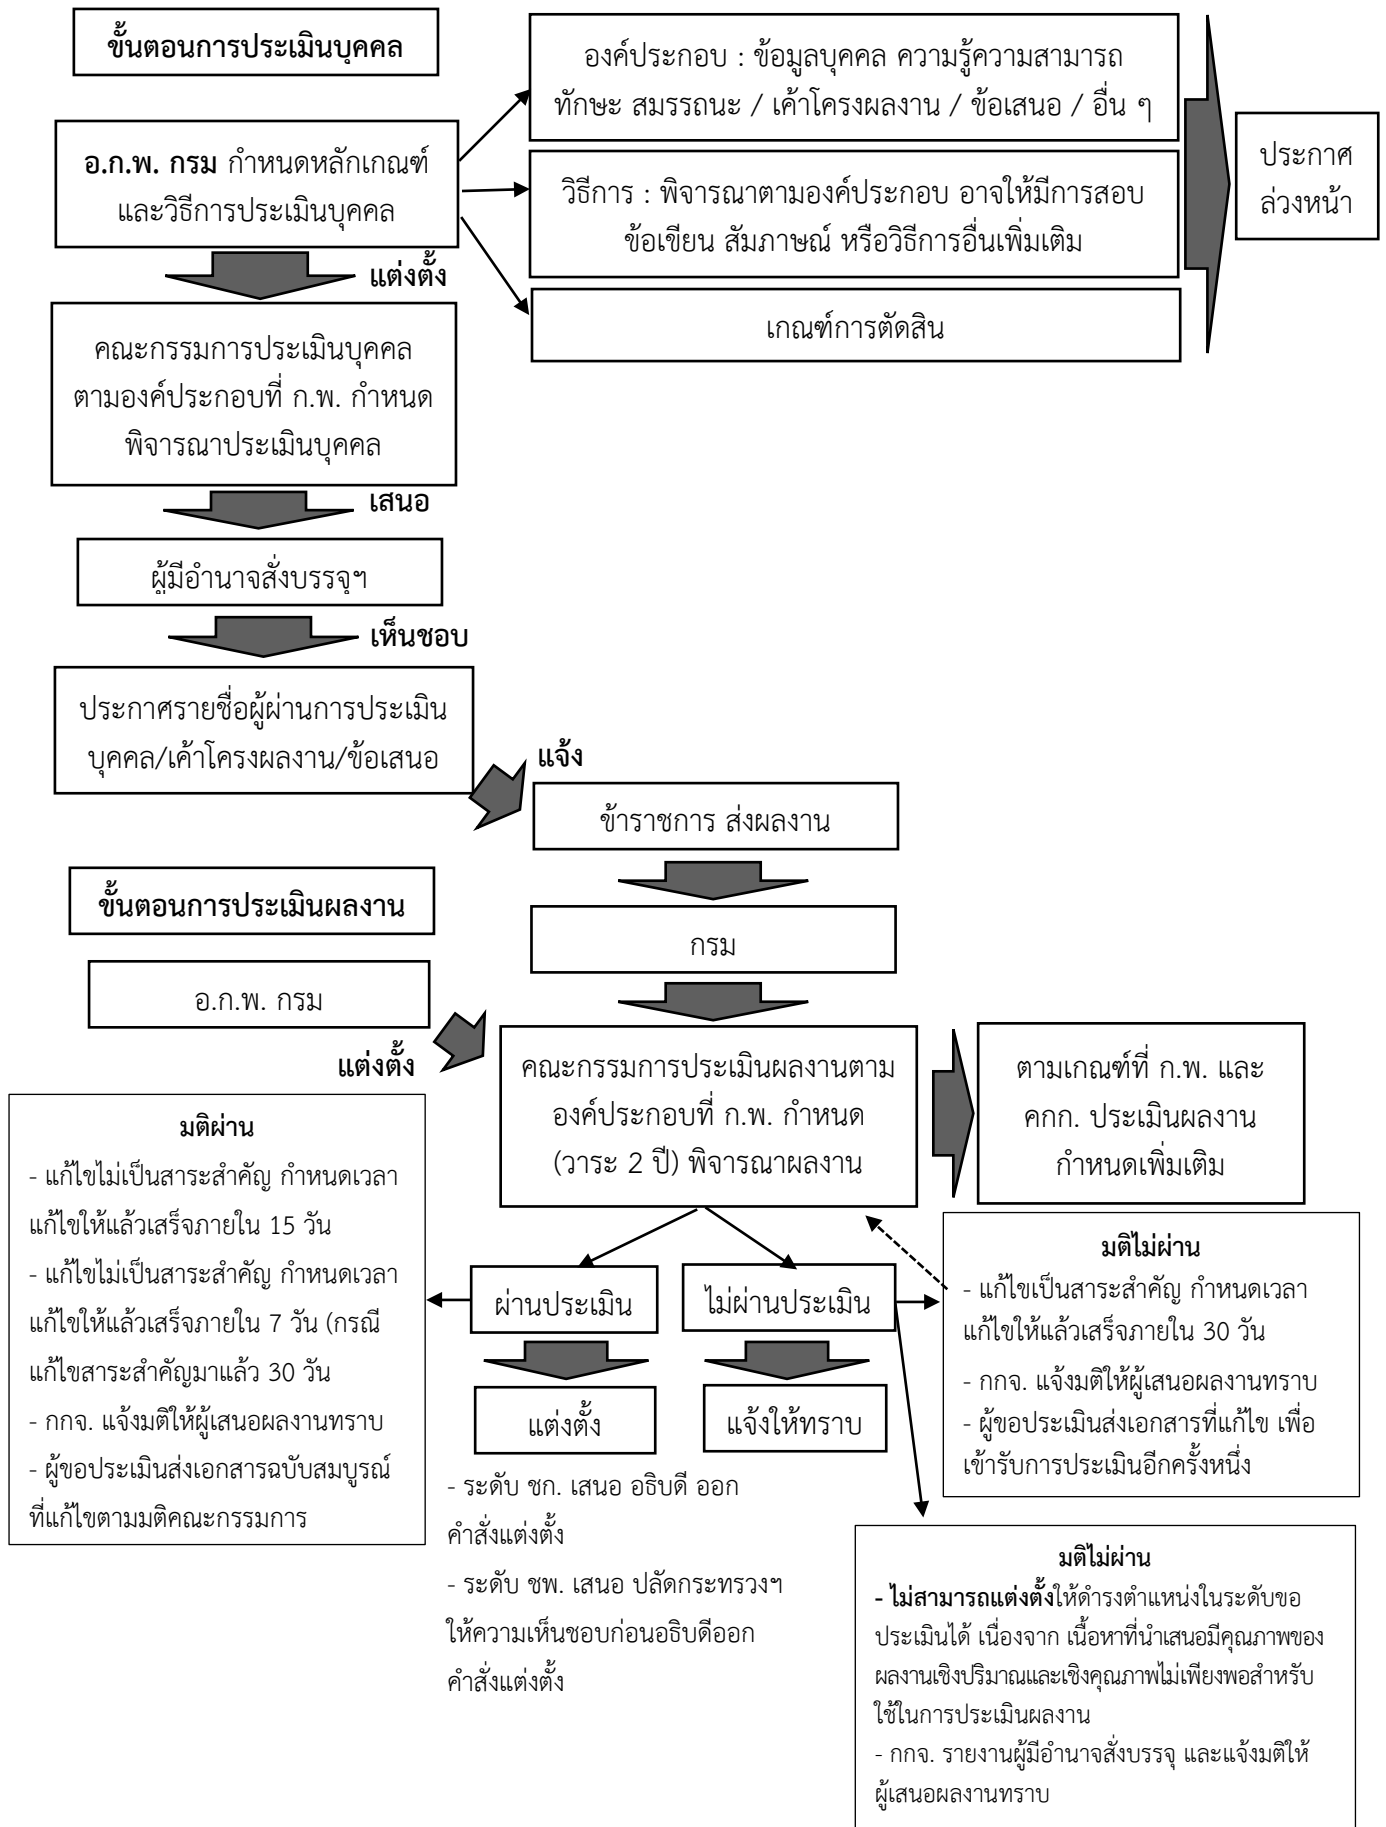 ขั้นตอนการประเมินบุคคล
องค์ประกอบ : ข้อมูลบุคคล ความรู้ความสามารถ
ทักษะ สมรรถนะ / เค้าโครงผลงาน / ข้อเสนอ / อื่น ๆ
อ.ก.พ. กรม กำหนดหลักเกณฑ์
และวิธีการประเมินบุคคล
วิธีการ : พิจารณาตามองค์ประกอบ อาจให้มีการสอบ
ข้อเขียน สัมภาษณ์ หรือวิธีการอื่นเพิ่มเติม
ประกาศ
ล่วงหน้า
เกณฑ์การตัดสิน
แต่งตั้ง
คณะกรรมการประเมินบุคคล
ตามองค์ประกอบที่ ก.พ. กำหนด
พิจารณาประเมินบุคคล
เสนอ
ผู้มีอำนาจสั่งบรรจุฯ
เห็นชอบ
ประกาศรายชื่อผู้ผ่านการประเมิน
บุคคล/เค้าโครงผลงาน/ข้อเสนอ
แจ้ง
ข้าราชการ ส่งผลงาน
ขั้นตอนการประเมินผลงาน
กรม
อ.ก.พ. กรม
แต่งตั้ง
คณะกรรมการประเมินผลงานตาม
องค์ประกอบที่ ก.พ. กำหนด
(วาระ 2 ปี) พิจารณาผลงาน
ตามเกณฑ์ที่ ก.พ. และ
คกก. ประเมินผลงาน
กำหนดเพิ่มเติม
มติผ่าน
- แก้ไขไม่เป็นสาระสำคัญ กำหนดเวลา
แก้ไขให้แล้วเสร็จภายใน 15 วัน
- แก้ไขไม่เป็นสาระสำคัญ กำหนดเวลา
แก้ไขให้แล้วเสร็จภายใน 7 วัน (กรณี
แก้ไขสาระสำคัญมาแล้ว 30 วัน
- กกจ. แจ้งมติให้ผู้เสนอผลงานทราบ
- ผู้ขอประเมินส่งเอกสารฉบับสมบูรณ์
ที่แก้ไขตามมติคณะกรรมการ
ผ่านประเมิน
ไม่ผ่านประเมิน
แต่งตั้ง
แจ้งให้ทราบ
- ระดับ ชก. เสนอ อธิบดี ออก
คำสั่งแต่งตั้ง
- ระดับ ชพ. เสนอ ปลัดกระทรวงฯ
ให้ความเห็นชอบก่อนอธิบดีออก
คำสั่งแต่งตั้ง
มติไม่ผ่าน
- แก้ไขเป็นสาระสำคัญ กำหนดเวลา
แก้ไขให้แล้วเสร็จภายใน 30 วัน
- กกจ. แจ้งมติให้ผู้เสนอผลงานทราบ
- ผู้ขอประเมินส่งเอกสารที่แก้ไข เพื่อ
เข้ารับการประเมินอีกครั้งหนึ่ง
มติไม่ผ่าน
- ไม่สามารถแต่งตั้งให้ดำรงตำแหน่งในระดับขอ
ประเมินได้ เนื่องจาก เนื้อหาที่นำเสนอมีคุณภาพของ
ผลงานเชิงปริมาณและเชิงคุณภาพไม่เพียงพอสำหรับ
ใช้ในการประเมินผลงาน
- กกจ. รายงานผู้มีอำนาจสั่งบรรจุ และแจ้งมติให้
ผู้เสนอผลงานทราบ